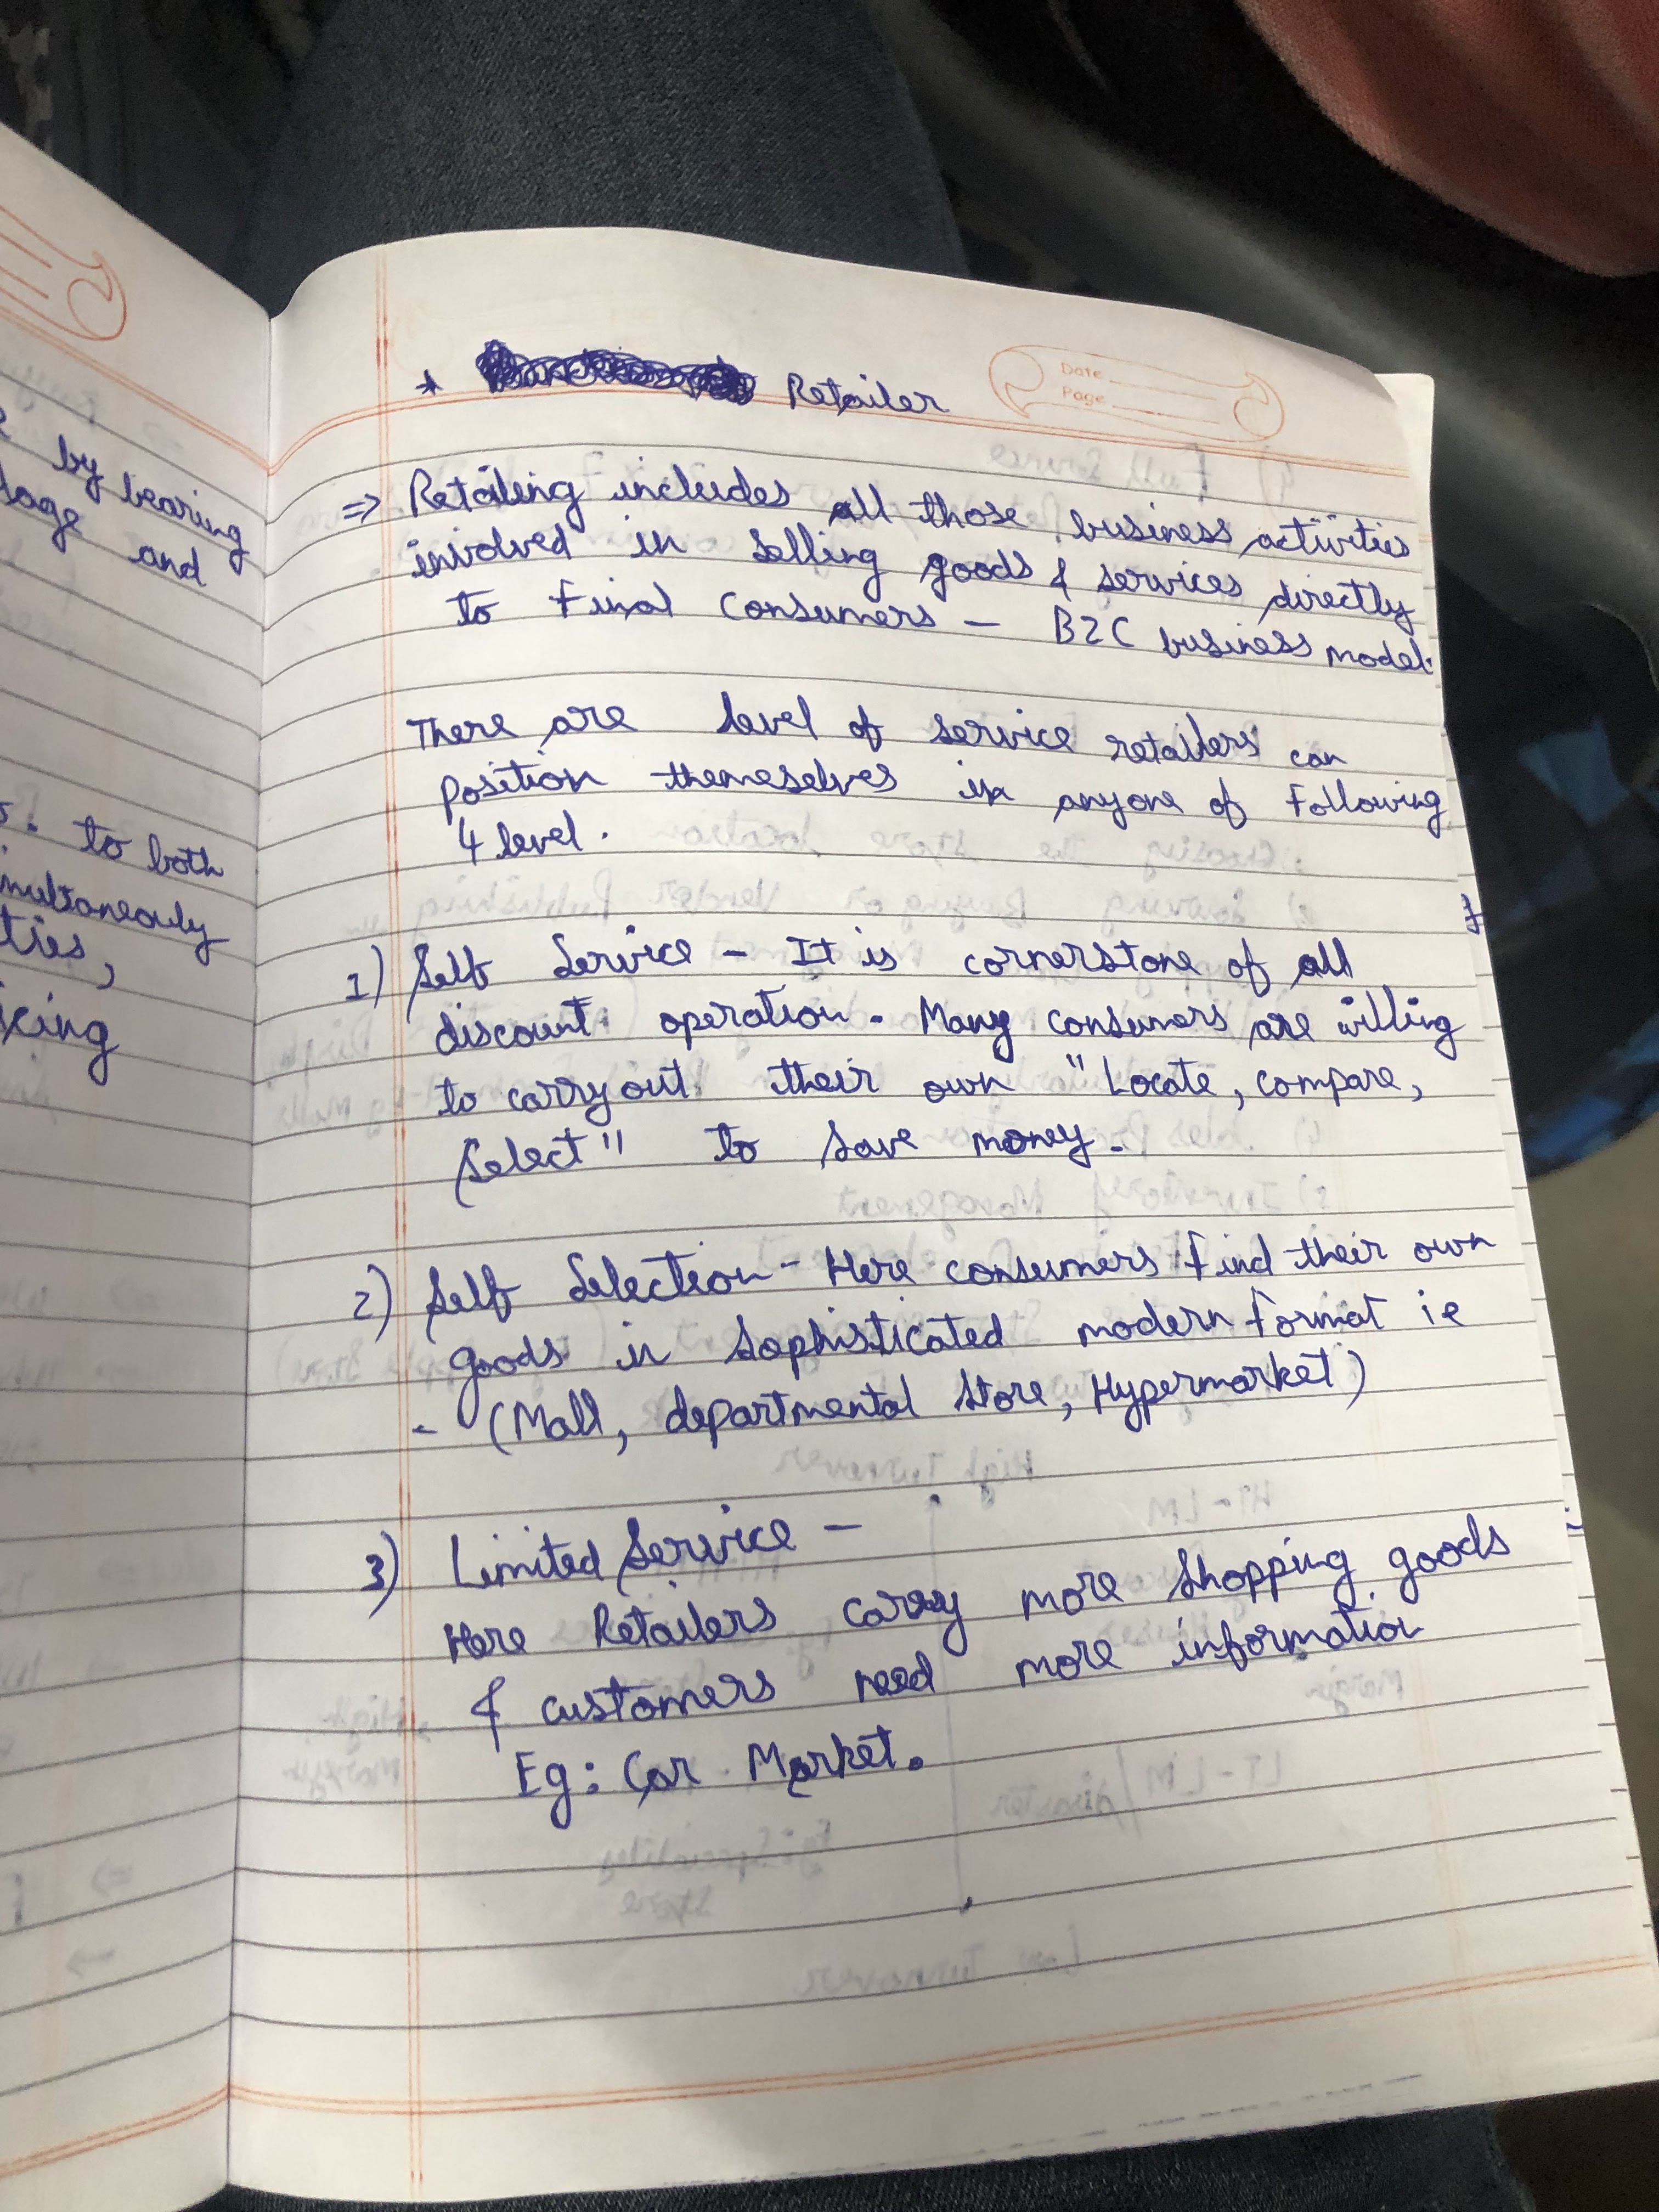 by bearing
and
to both
ties,
* Retailer
Date
Page
=> Retailing includes all those business activities
involved in selling goods & services directly
to Final Consumers – B2C business model.
There are level of service retailers can
position themeselves in anyone of Following
4 level.
1) Self Service – It is cornerstone of all
discount operation. Many consumers are willing
to carry out their own "Locate, compare,
Select" to save money.
2) Self Selection – Here consumers find their own
goods in Sophisticated modern format ie
- (Mall, departmental store, Hypermarket)
3) Limited Service –
Here Retailers carry more shopping goods
& customers need more information
Eg: Car Market.